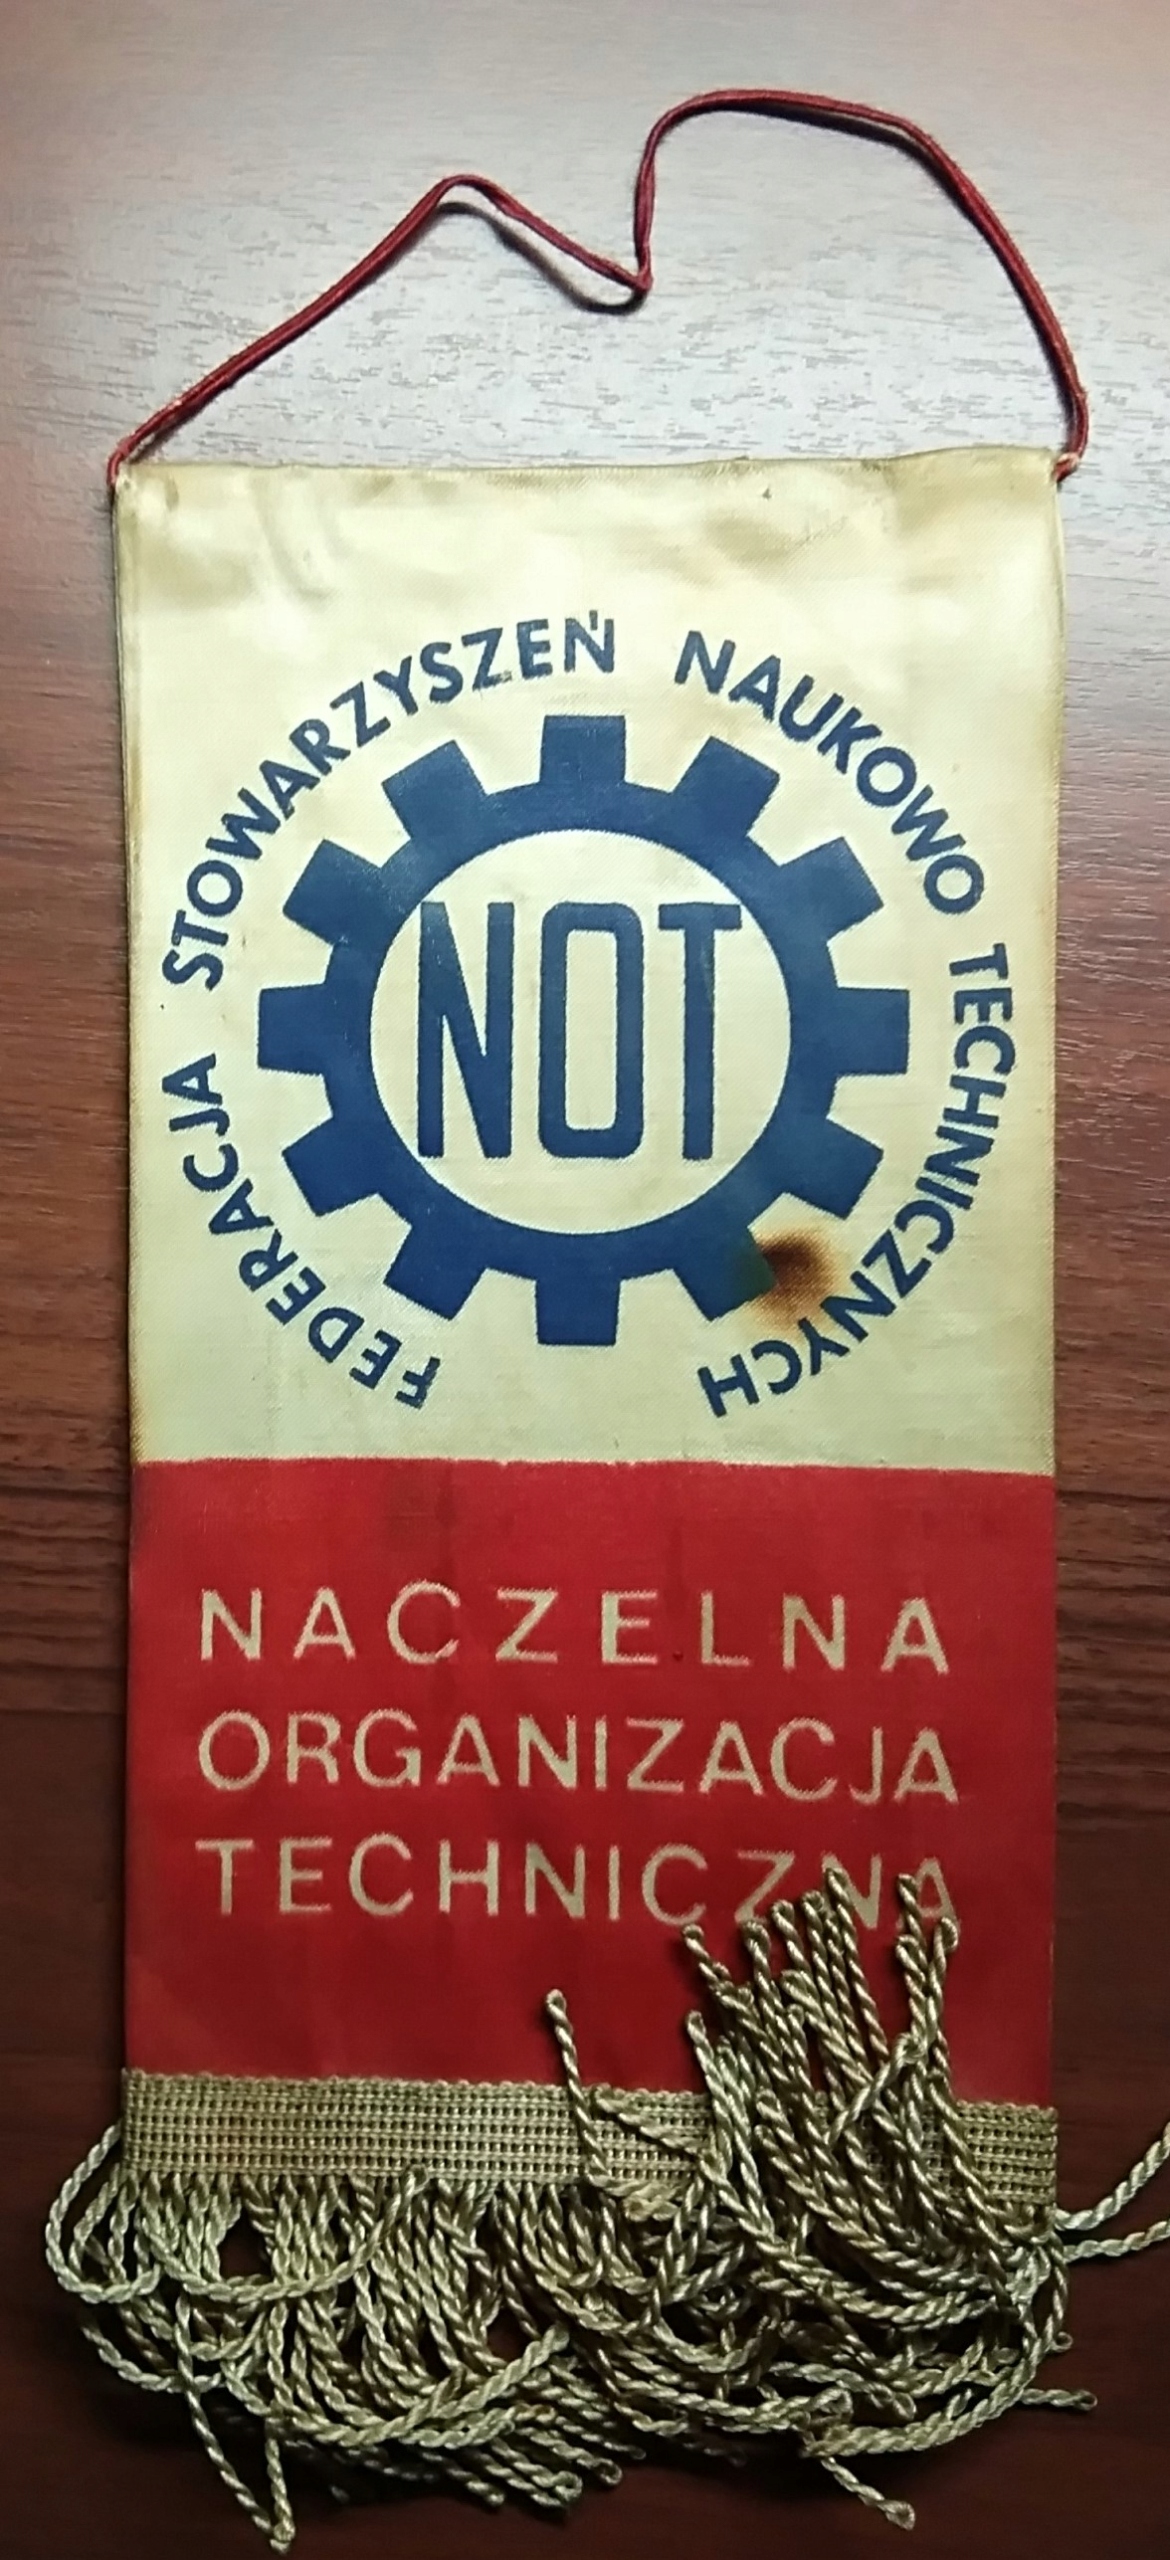 FEDERACJA STOWARZYSZEŃ NAUKOWO TECHNICZNYCH
NOT
NACZELNA
ORGANIZACJA
TECHNICZNA